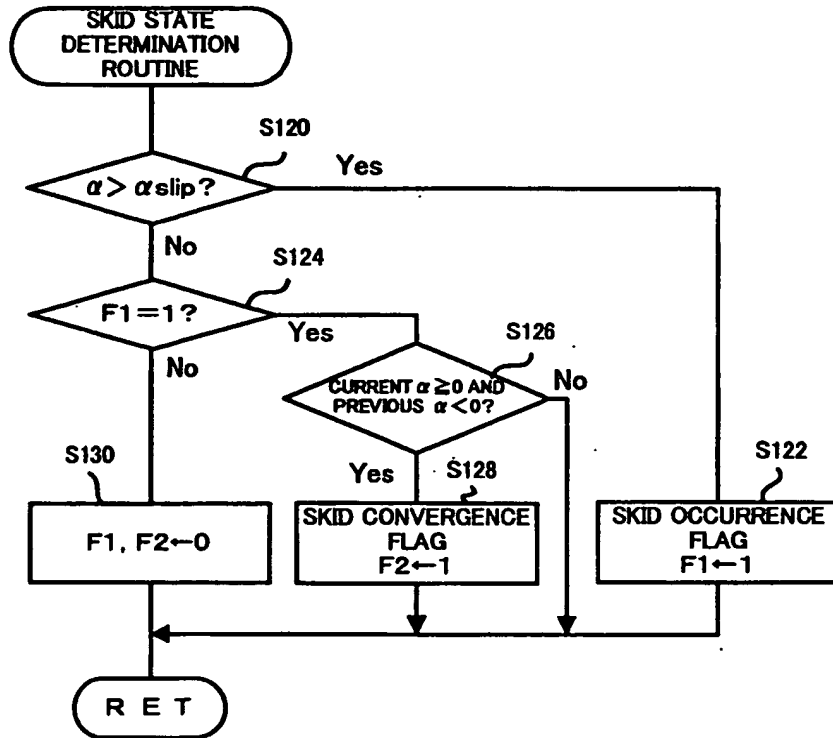 SKID STATE
DETERMINATION
ROUTINE
S120
α > αslip?
Yes
No
S124
F1=1?
Yes
No
S126
CURRENT α≧0 AND
PREVIOUS α<0?
No
Yes
S130
F1, F2←0
S128
SKID CONVERGENCE
FLAG
F2←1
S122
SKID OCCURRENCE
FLAG
F1←1
RET